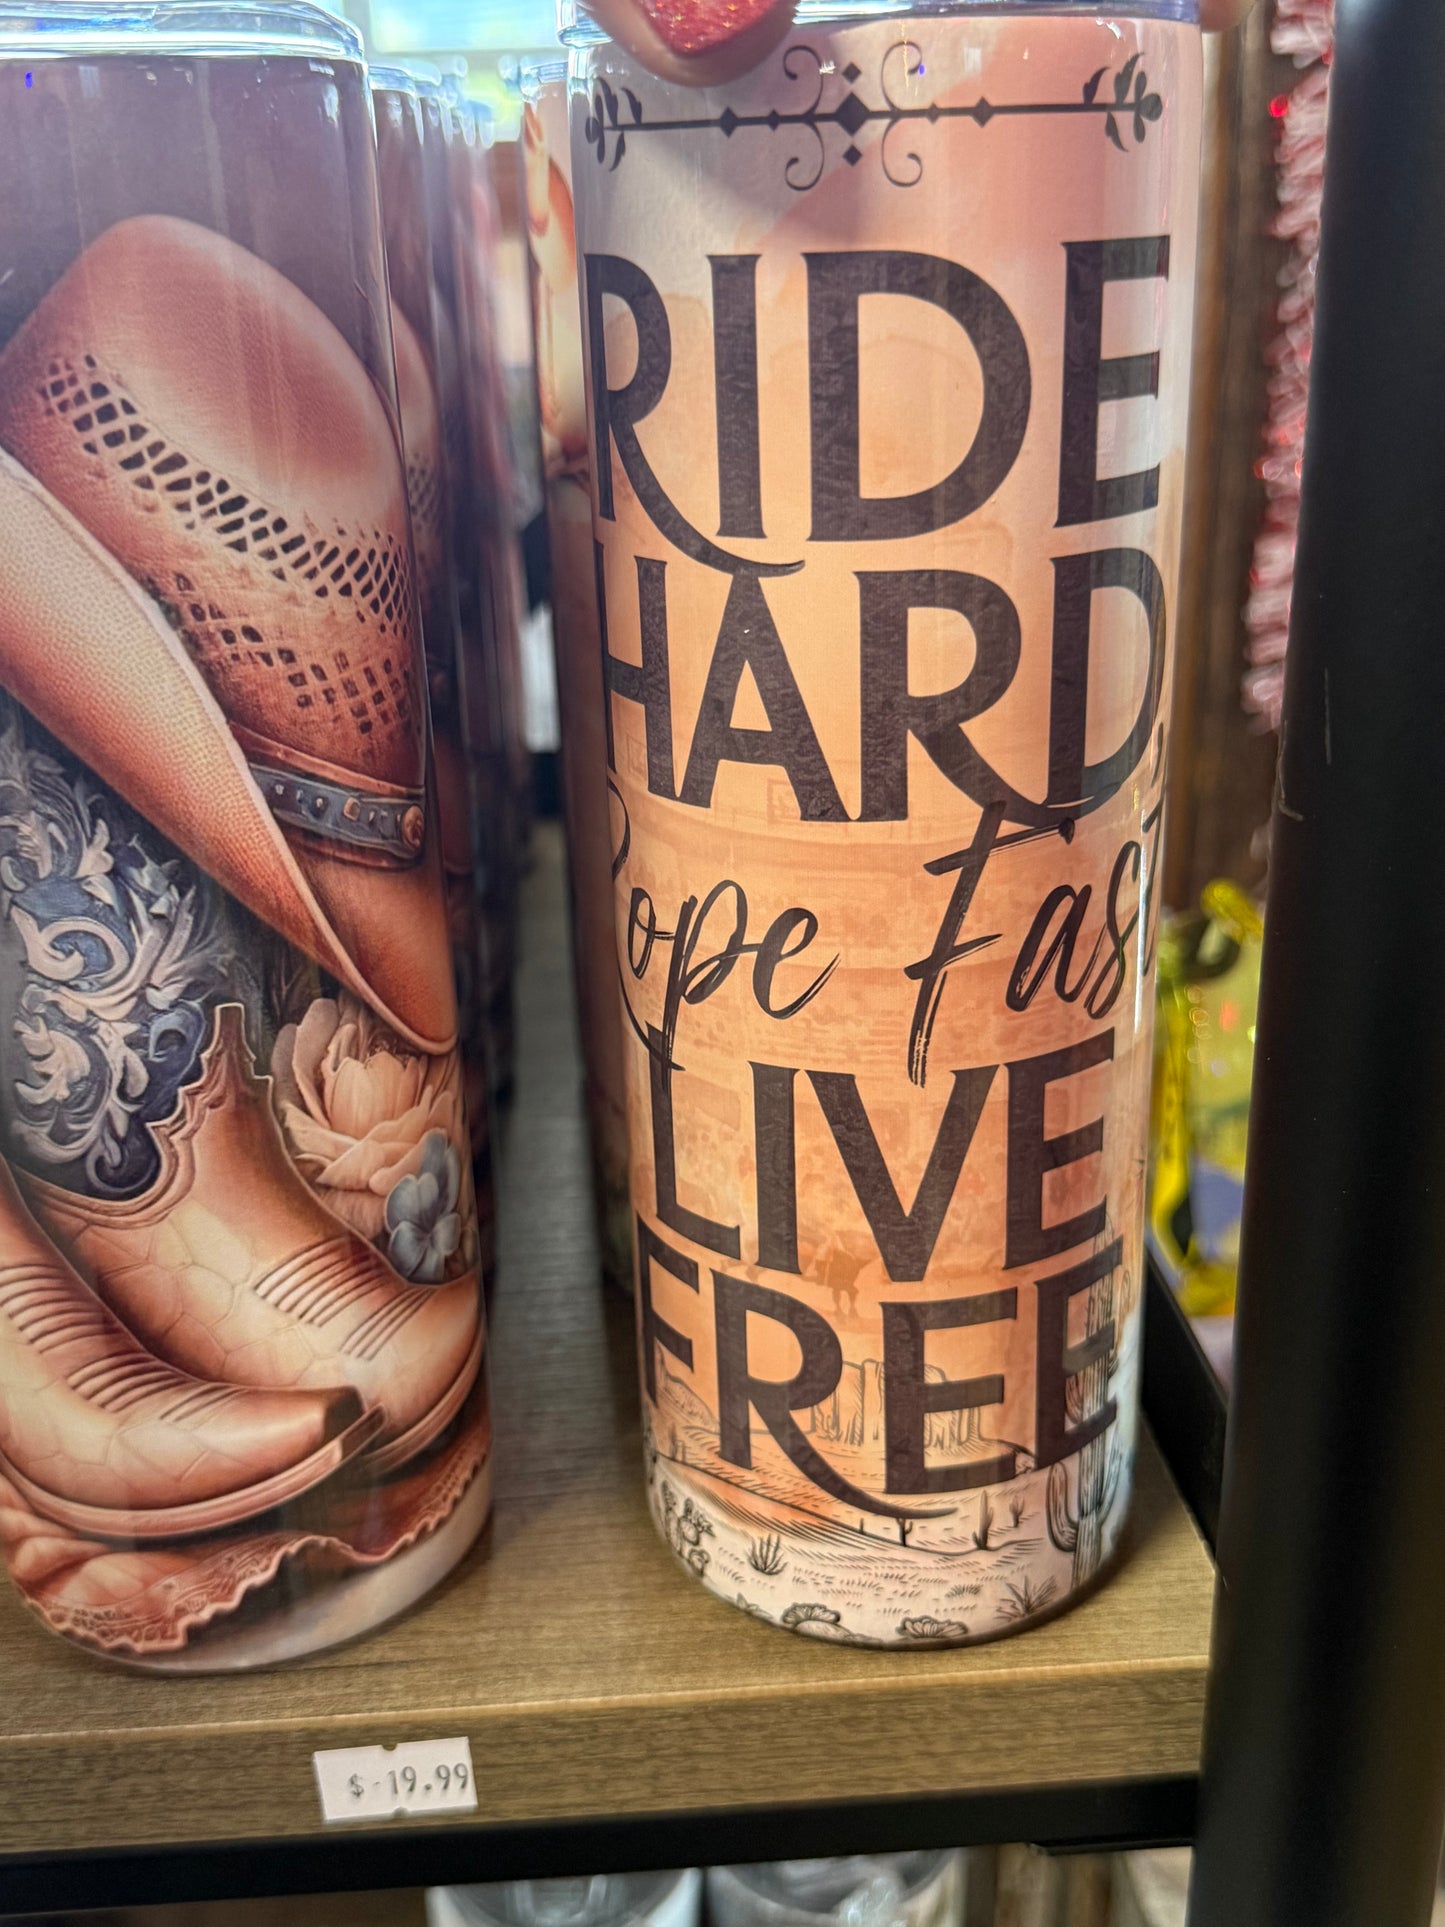 RIDE
HARD,
Rope Fast
LIVE
FREE
$ 19.99